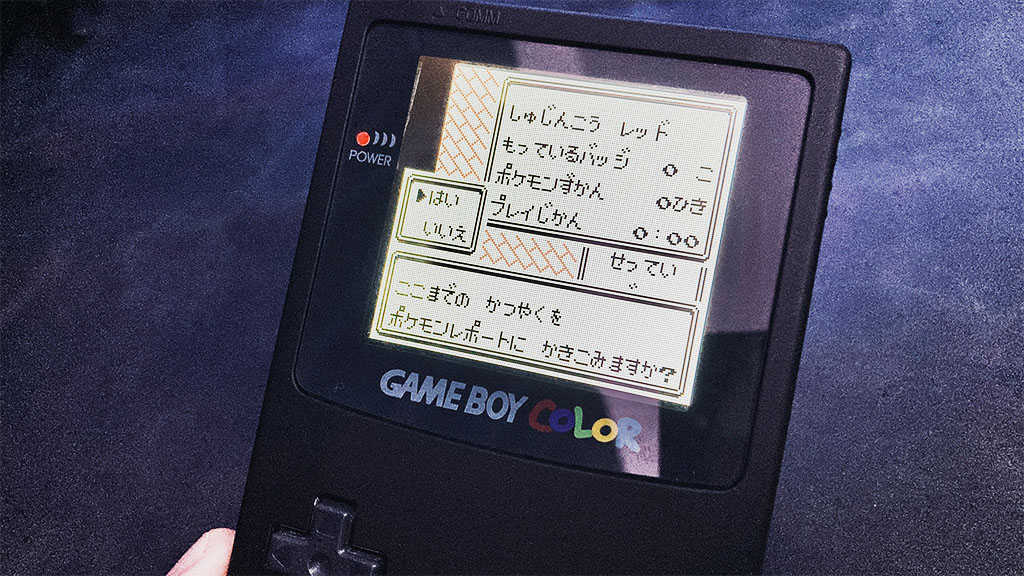 COMM
POWER
しゅじんこう レッド
もっているバッジ 0 こ
ポケモンずかん 0ひき
プレイじかん 0:00
▶はい
いいえ
せってい
ここまでの かつやくを
ポケモンレポートに かきこみますか?
GAME BOY COLOR